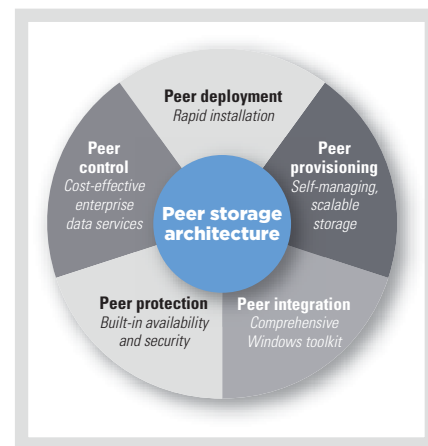 Peer deployment
Rapid installation
Peer
control
Cost-effective
enterprise
data services
Peer
provisioning
Self-managing,
scalable
storage
Peer storage
architecture
Peer protection
Built-in availability
and security
Peer integration
Comprehensive
Windows toolkit